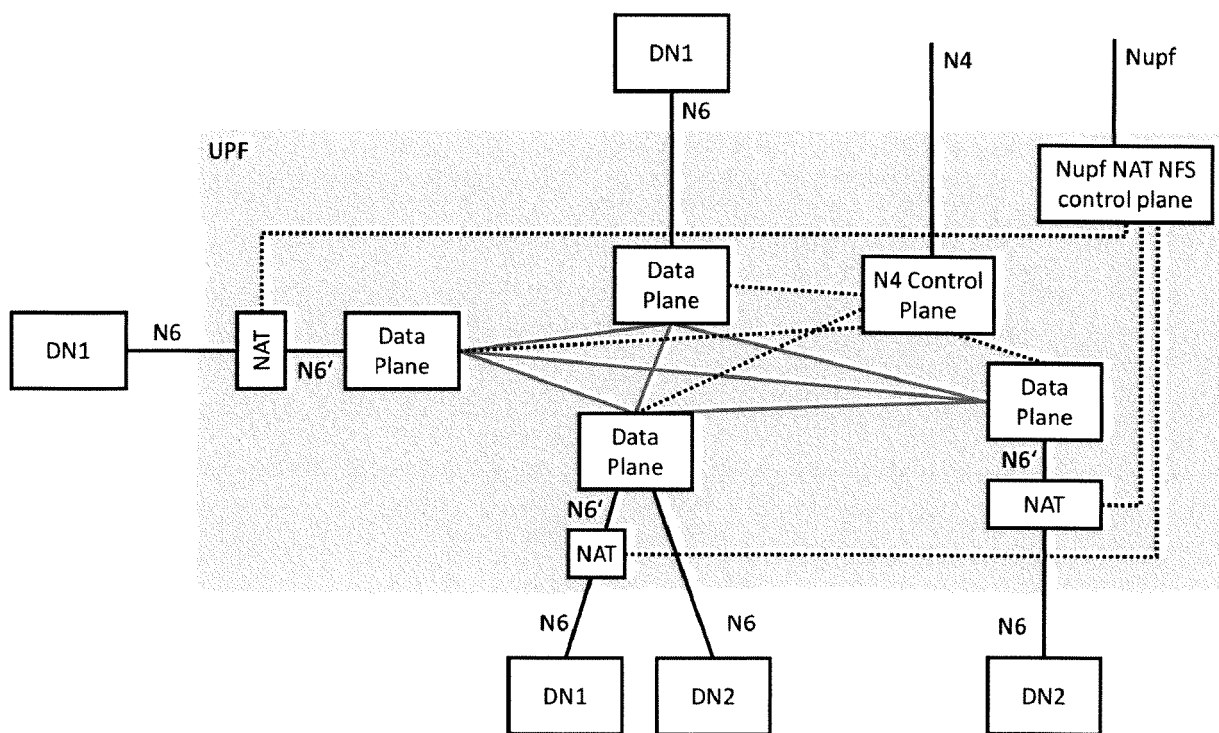 DN1
N4
Nupf
N6
UPF
Nupf NAT NFS
control plane
Data
Plane
N4 Control
Plane
DN1
N6
NAT
N6‘
Data
Plane
Data
Plane
Data
Plane
N6‘
NAT
N6‘
NAT
N6
N6
N6
DN1
DN2
DN2